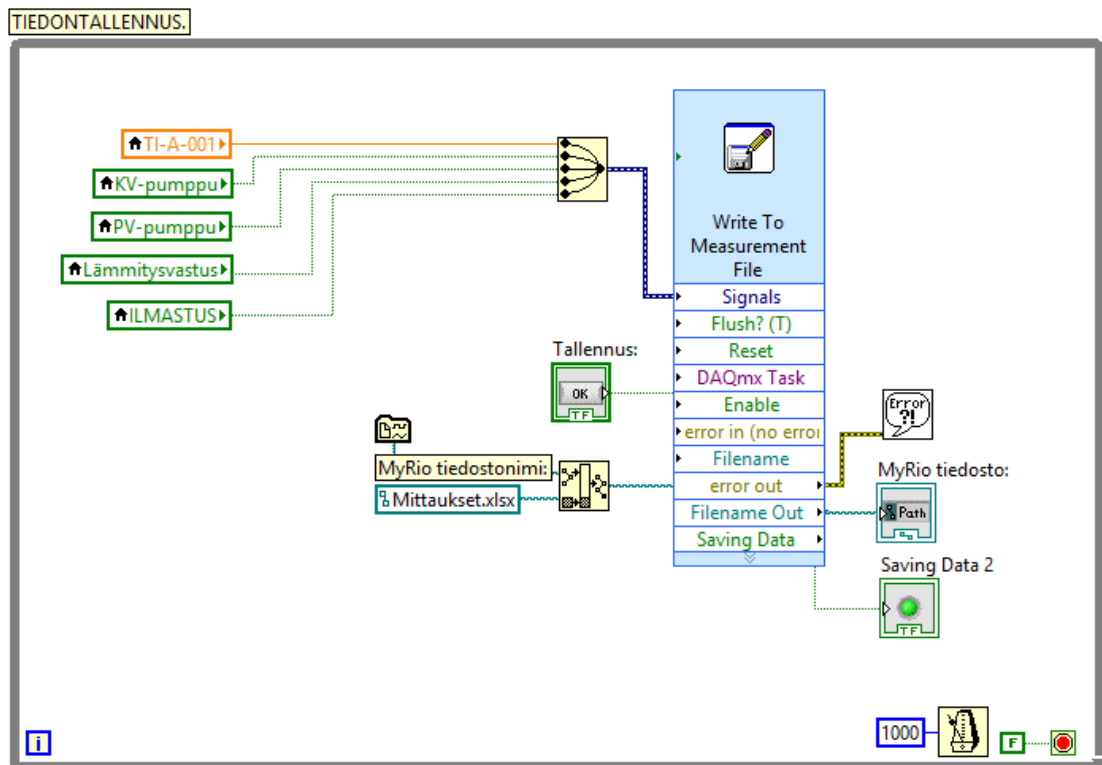 TIEDONTALLENNUS.
TI-A-001
KV-pumppu
PV-pumppu
Lämmitysvastus
ILMASTUS
Write To
Measurement
File
Signals
Flush? (T)
Reset
DAQmx Task
Enable
error in (no erroi
Filename
error out
Filename Out
Saving Data
Tallennus:
OK
TF
MyRio tiedostonimi:
Mittaukset.xlsx
Error
?!
MyRio tiedosto:
Path
Saving Data 2
TF
i
1000
F